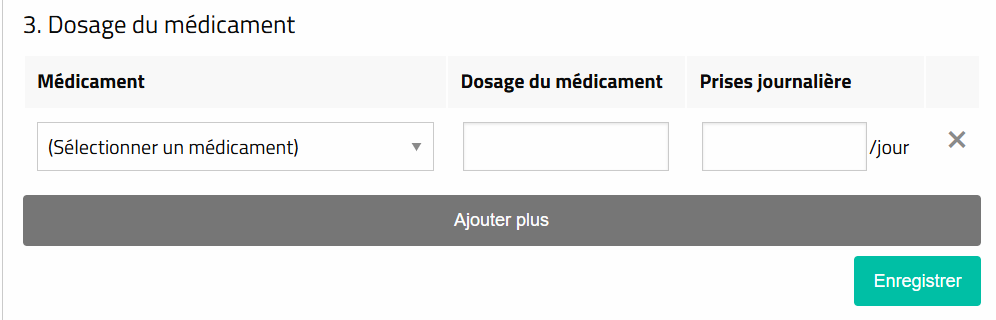 3. Dosage du médicament
Médicament Dosage du médicament Prises journalière
(Sélectionner un médicament) /jour
Ajouter plus
Enregistrer